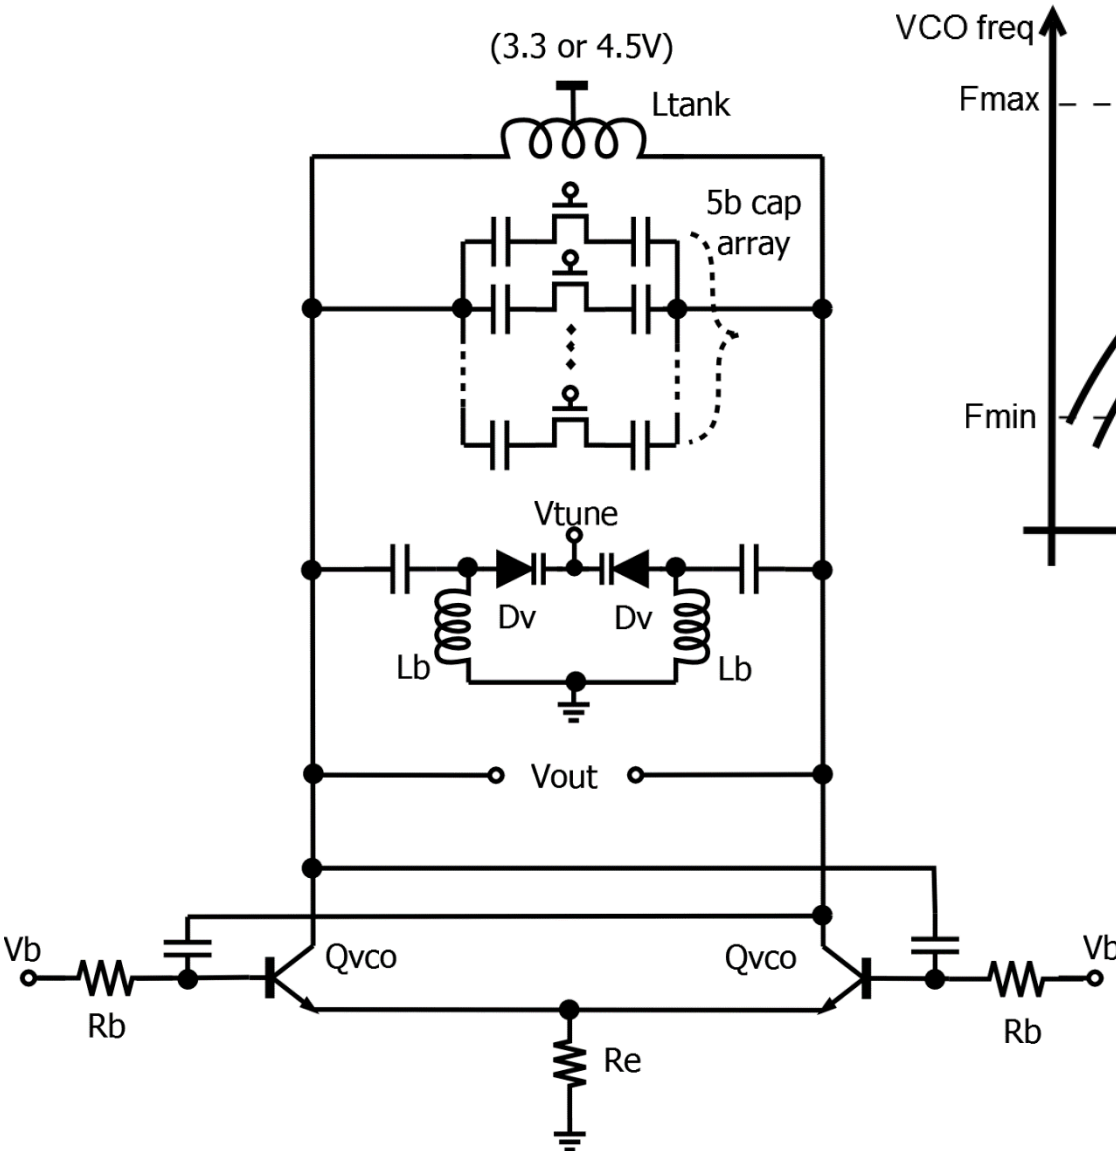 (3.3 or 4.5V)
Ltank
5b cap
array
VCO freq
Fmax
Fmin
Vtune
Dv
Dv
Lb
Lb
Vout
Vb
Rb
Qvco
Qvco
Vb
Rb
Re